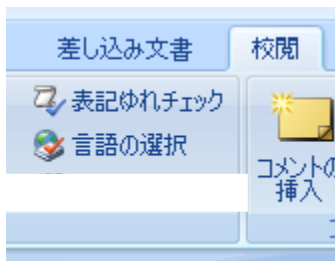 差し込み文書
校閲
表記ゆれチェック
言語の選択
コメントの
挿入